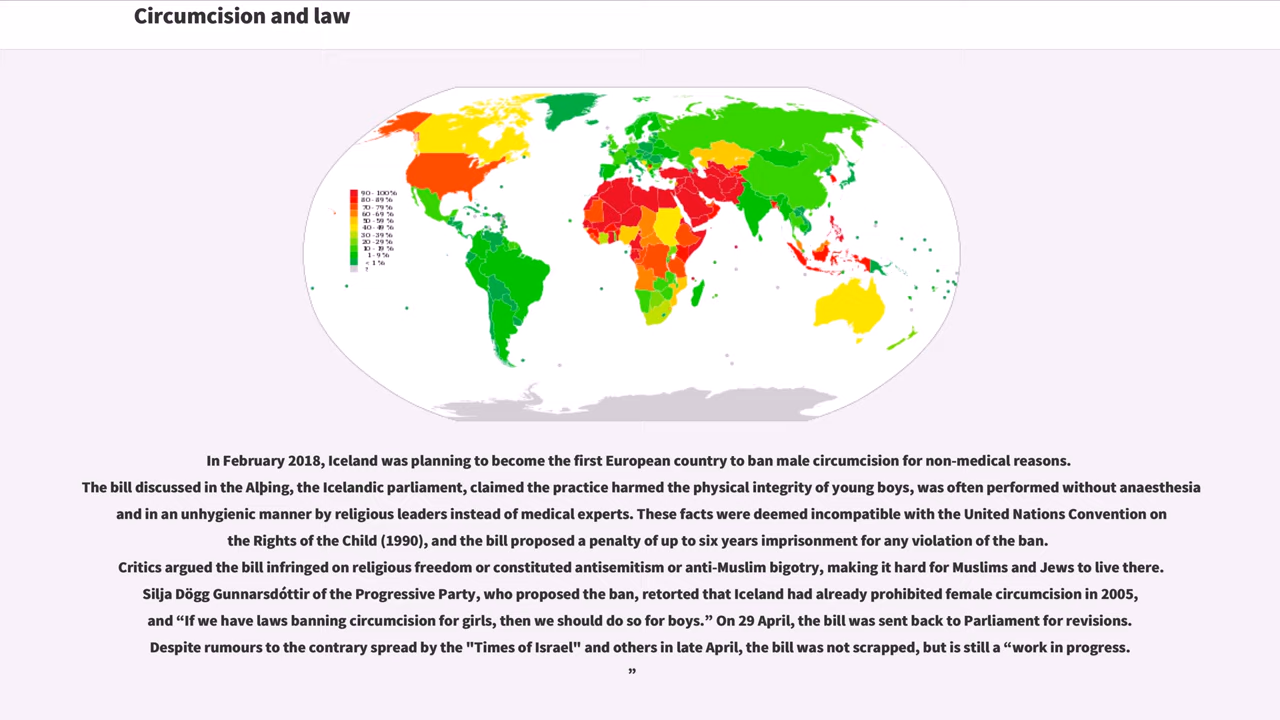 Circumcision and law
90 - 100%
80 - 89 %
70 - 79 %
60 - 69 %
50 - 59 %
40 - 49 %
30 - 39 %
20 - 29 %
10 - 19 %
1 - 9 %
< 1 %
?
In February 2018, Iceland was planning to become the first European country to ban male circumcision for non-medical reasons.
The bill discussed in the Alþing, the Icelandic parliament, claimed the practice harmed the physical integrity of young boys, was often performed without anaesthesia
and in an unhygienic manner by religious leaders instead of medical experts. These facts were deemed incompatible with the United Nations Convention on
the Rights of the Child (1990), and the bill proposed a penalty of up to six years imprisonment for any violation of the ban.
Critics argued the bill infringed on religious freedom or constituted antisemitism or anti-Muslim bigotry, making it hard for Muslims and Jews to live there.
Silja Dögg Gunnarsdóttir of the Progressive Party, who proposed the ban, retorted that Iceland had already prohibited female circumcision in 2005,
and “If we have laws banning circumcision for girls, then we should do so for boys.” On 29 April, the bill was sent back to Parliament for revisions.
Despite rumours to the contrary spread by the "Times of Israel" and others in late April, the bill was not scrapped, but is still a “work in progress.
”